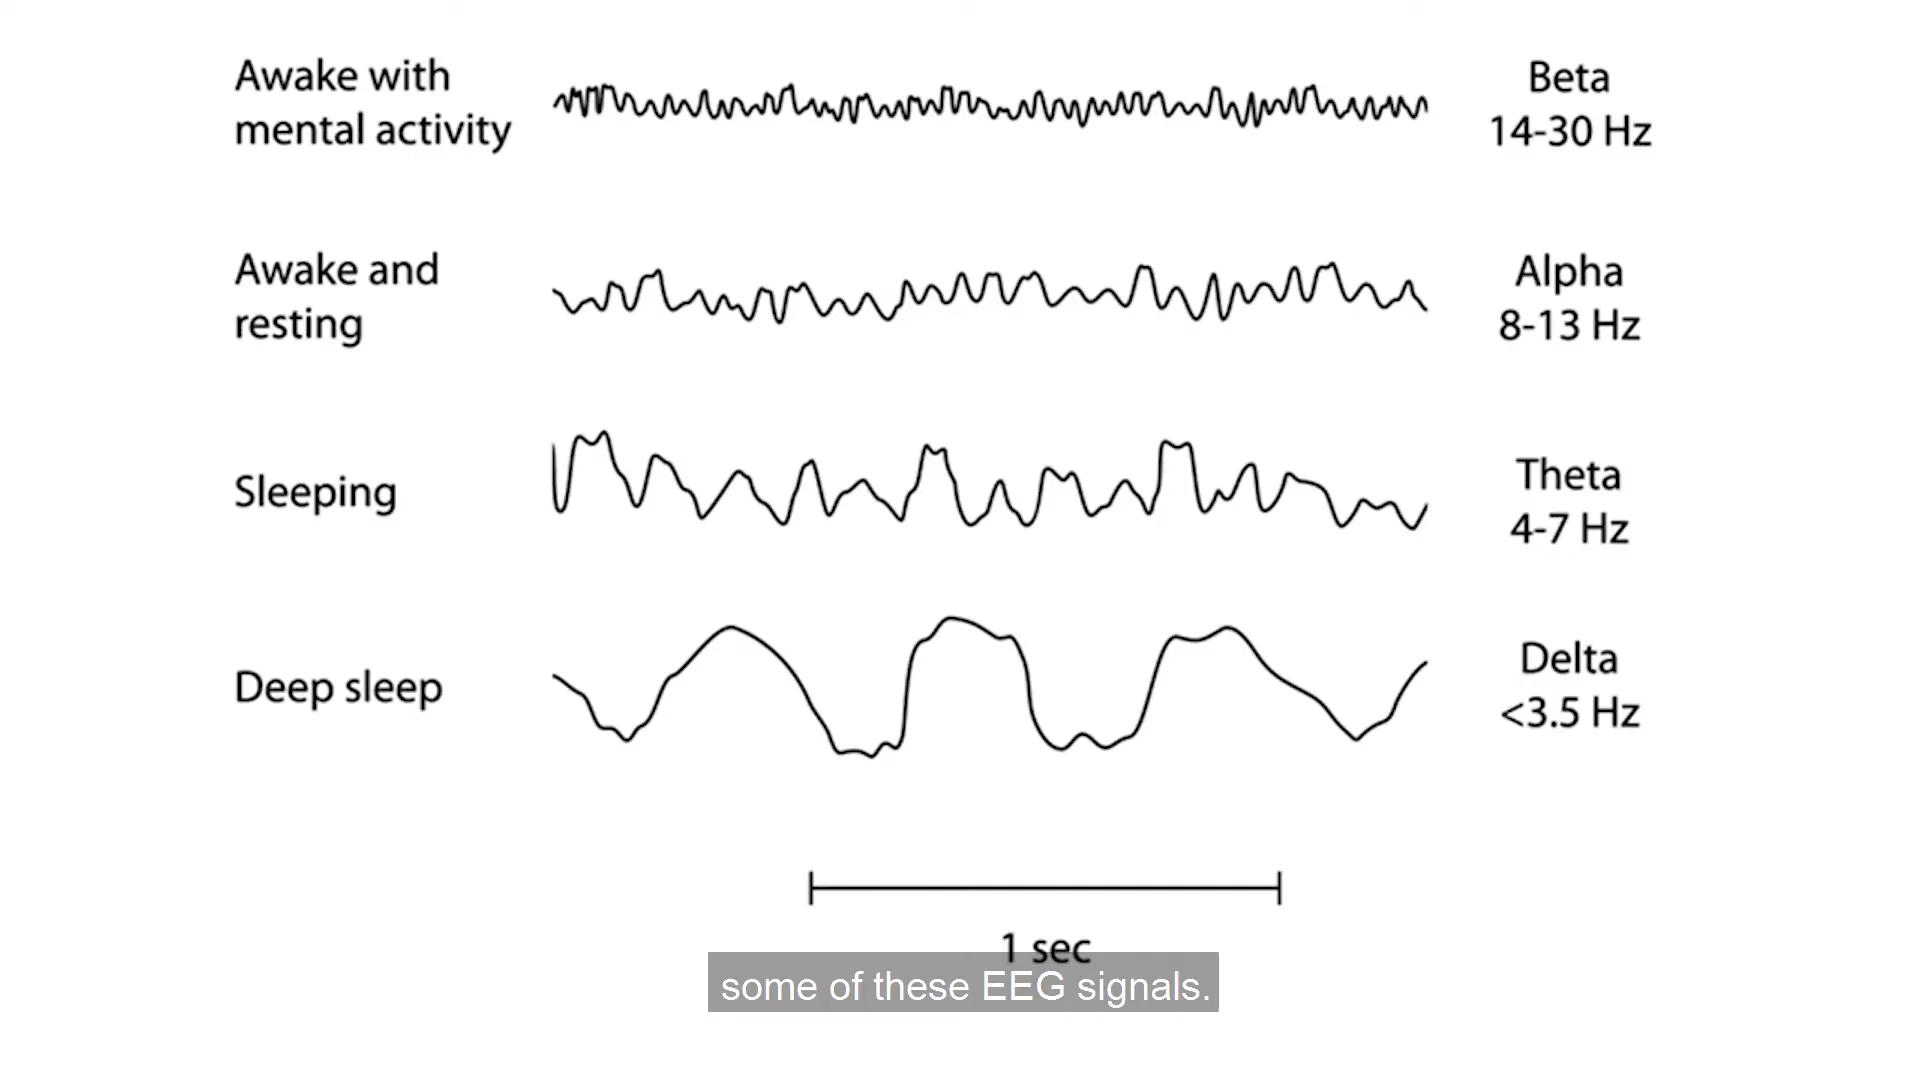 Awake with
mental activity
Beta
14-30 Hz
Awake and
resting
Alpha
8-13 Hz
Sleeping
Theta
4-7 Hz
Deep sleep
Delta
<3.5 Hz
1 sec
some of these EEG signals.